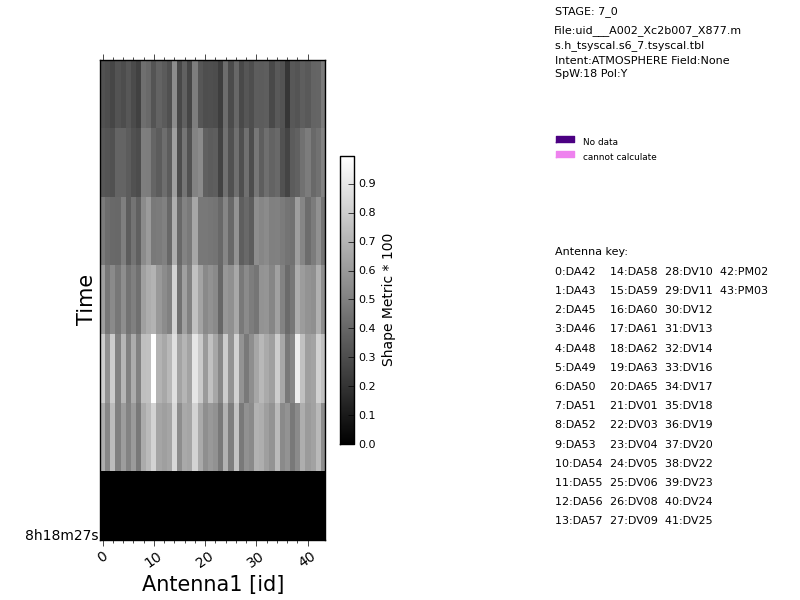 STAGE: 7_0
File:uid___A002_Xc2b007_X877.m
s.h_tsyscal.s6_7.tsyscal.tbl
Intent:ATMOSPHERE Field:None
SpW:18 Pol:Y
No data
cannot calculate
0.9
0.8
0.7
0.6
0.5
0.4
0.3
0.2
0.1
0.0
Shape Metric * 100
Time
8h18m27s
0 10 20 30 40
Antenna1 [id]
Antenna key:
0:DA42 14:DA58 28:DV10 42:PM02
1:DA43 15:DA59 29:DV11 43:PM03
2:DA45 16:DA60 30:DV12
3:DA46 17:DA61 31:DV13
4:DA48 18:DA62 32:DV14
5:DA49 19:DA63 33:DV16
6:DA50 20:DA65 34:DV17
7:DA51 21:DV01 35:DV18
8:DA52 22:DV03 36:DV19
9:DA53 23:DV04 37:DV20
10:DA54 24:DV05 38:DV22
11:DA55 25:DV06 39:DV23
12:DA56 26:DV08 40:DV24
13:DA57 27:DV09 41:DV25